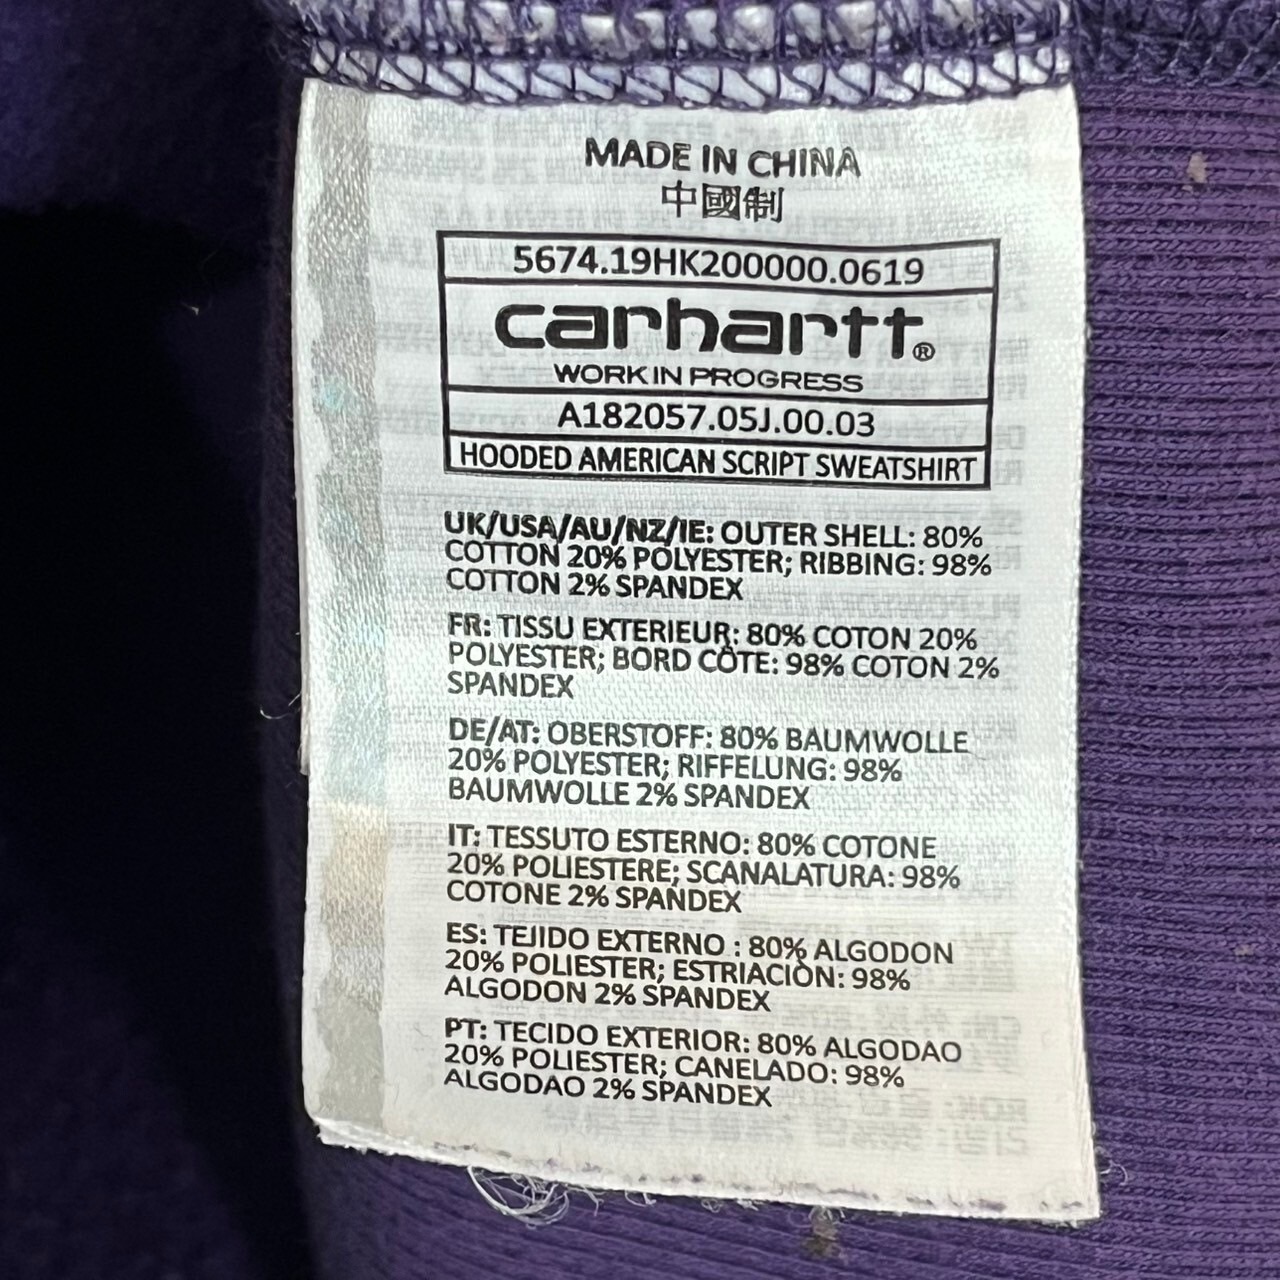 MADE IN CHINA
中國制
5674.19HK200000.0619
carhartt®
WORK IN PROGRESS
A182057.05J.00.03
HOODED AMERICAN SCRIPT SWEATSHIRT
UK/USA/AU/NZ/IE: OUTER SHELL: 80%
COTTON 20% POLYESTER; RIBBING: 98%
COTTON 2% SPANDEX
FR: TISSU EXTERIEUR: 80% COTON 20%
POLYESTER; BORD CÔTE: 98% COTON 2%
SPANDEX
DE/AT: OBERSTOFF: 80% BAUMWOLLE
20% POLYESTER; RIFFELUNG: 98%
BAUMWOLLE 2% SPANDEX
IT: TESSUTO ESTERNO: 80% COTONE
20% POLIESTERE; SCANALATURA: 98%
COTONE 2% SPANDEX
ES: TEJIDO EXTERNO : 80% ALGODON
20% POLIESTER; ESTRIACIÒN: 98%
ALGODON 2% SPANDEX
PT: TECIDO EXTERIOR: 80% ALGODAO
20% POLIESTER; CANELADO: 98%
ALGODAO 2% SPANDEX